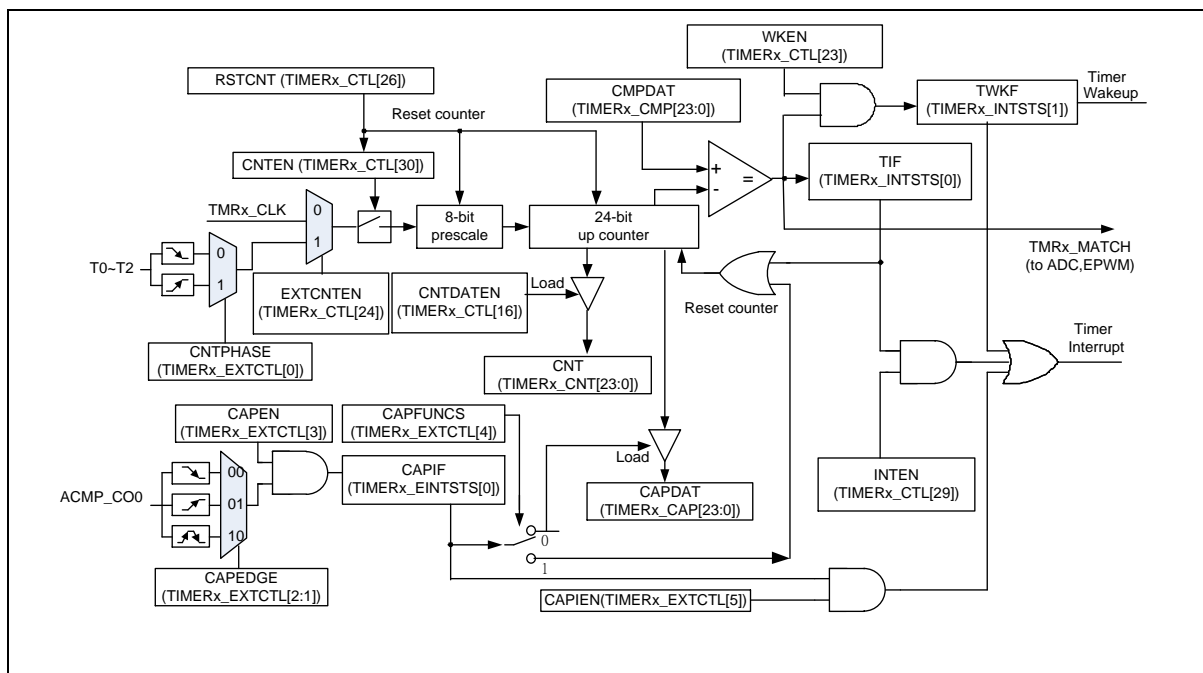 WKEN
(TIMERx_CTL[23])
RSTCNT (TIMERx_CTL[26])
CMPDAT
(TIMERx_CMP[23:0])
TWKF
(TIMERx_INTSTS[1])
Timer
Wakeup
Reset counter
CNTEN (TIMERx_CTL[30])
TIF
(TIMERx_INTSTS[0])
+
-
=
TMRx_CLK
0
1
8-bit
prescale
24-bit
up counter
TMRx_MATCH
(to ADC,EPWM)
T0~T2
0
1
EXTCNTEN
(TIMERx_CTL[24])
CNTDATEN
(TIMERx_CTL[16])
Load
Reset counter
CNTPHASE
(TIMERx_EXTCTL[0])
CNT
(TIMERx_CNT[23:0])
Timer
Interrupt
CAPEN
(TIMERx_EXTCTL[3])
CAPFUNCS
(TIMERx_EXTCTL[4])
Load
CAPIF
(TIMERx_EINTSTS[0])
INTEN
(TIMERx_CTL[29])
ACMP_CO0
00
01
10
CAPDAT
(TIMERx_CAP[23:0])
0
1
CAPEDGE
(TIMERx_EXTCTL[2:1])
CAPIEN(TIMERx_EXTCTL[5])